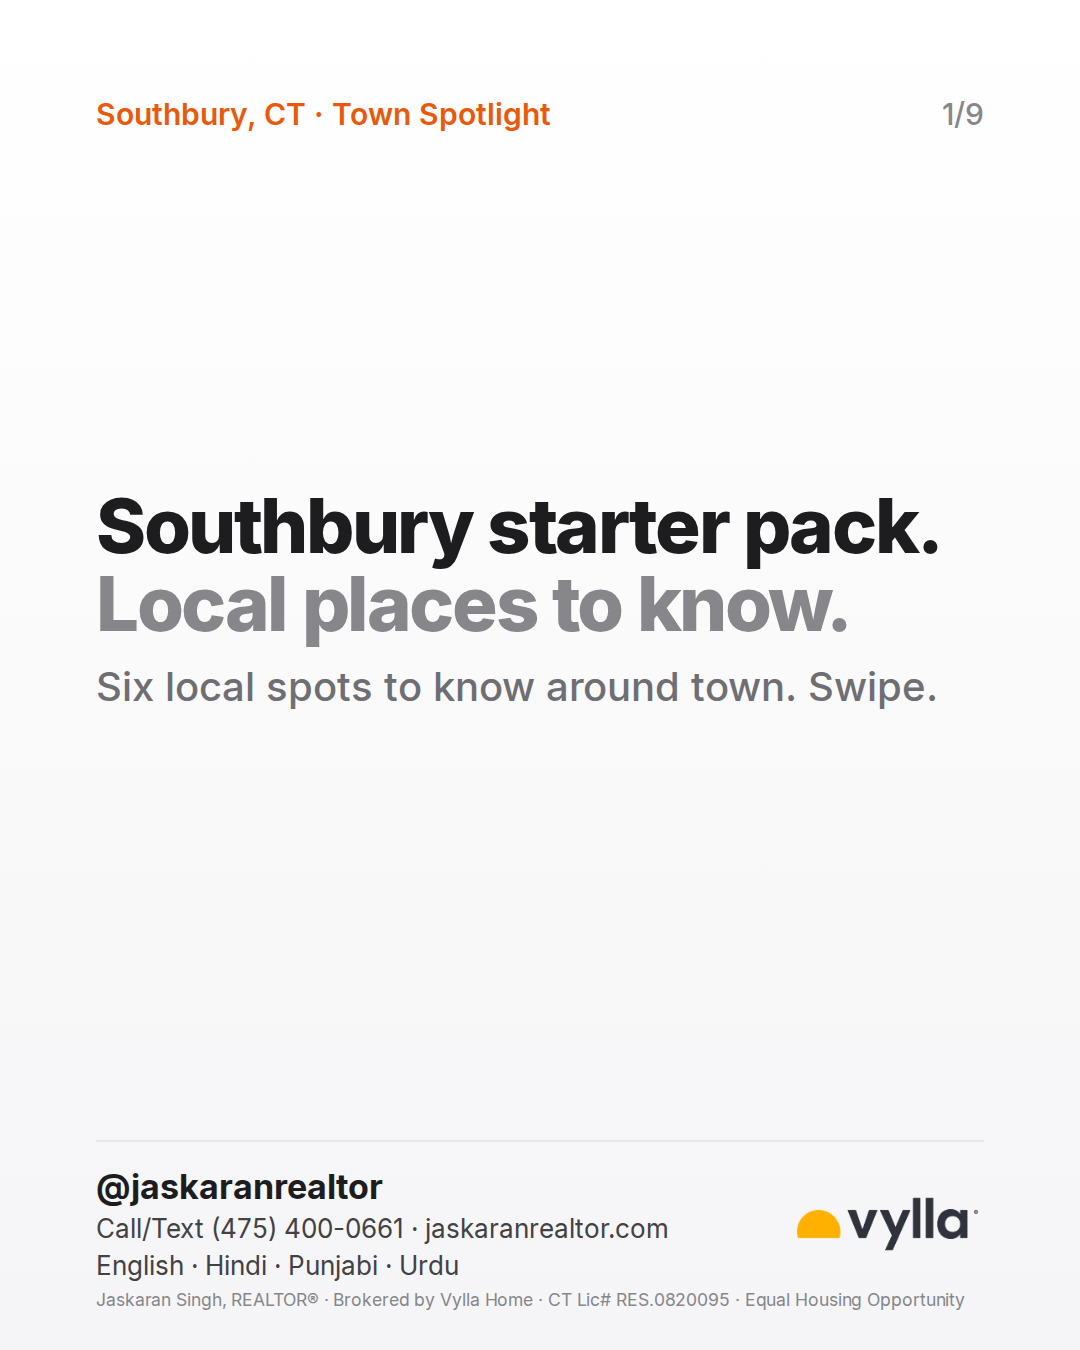 Southbury, CT · Town Spotlight
1/9
Southbury starter pack.
Local places to know.
Six local spots to know around town. Swipe.
@jaskaranrealtor
Call/Text (475) 400-0661 · jaskaranrealtor.com
English · Hindi · Punjabi · Urdu
vylla
Jaskaran Singh, REALTOR® · Brokered by Vylla Home · CT Lic# RES.0820095 · Equal Housing Opportunity